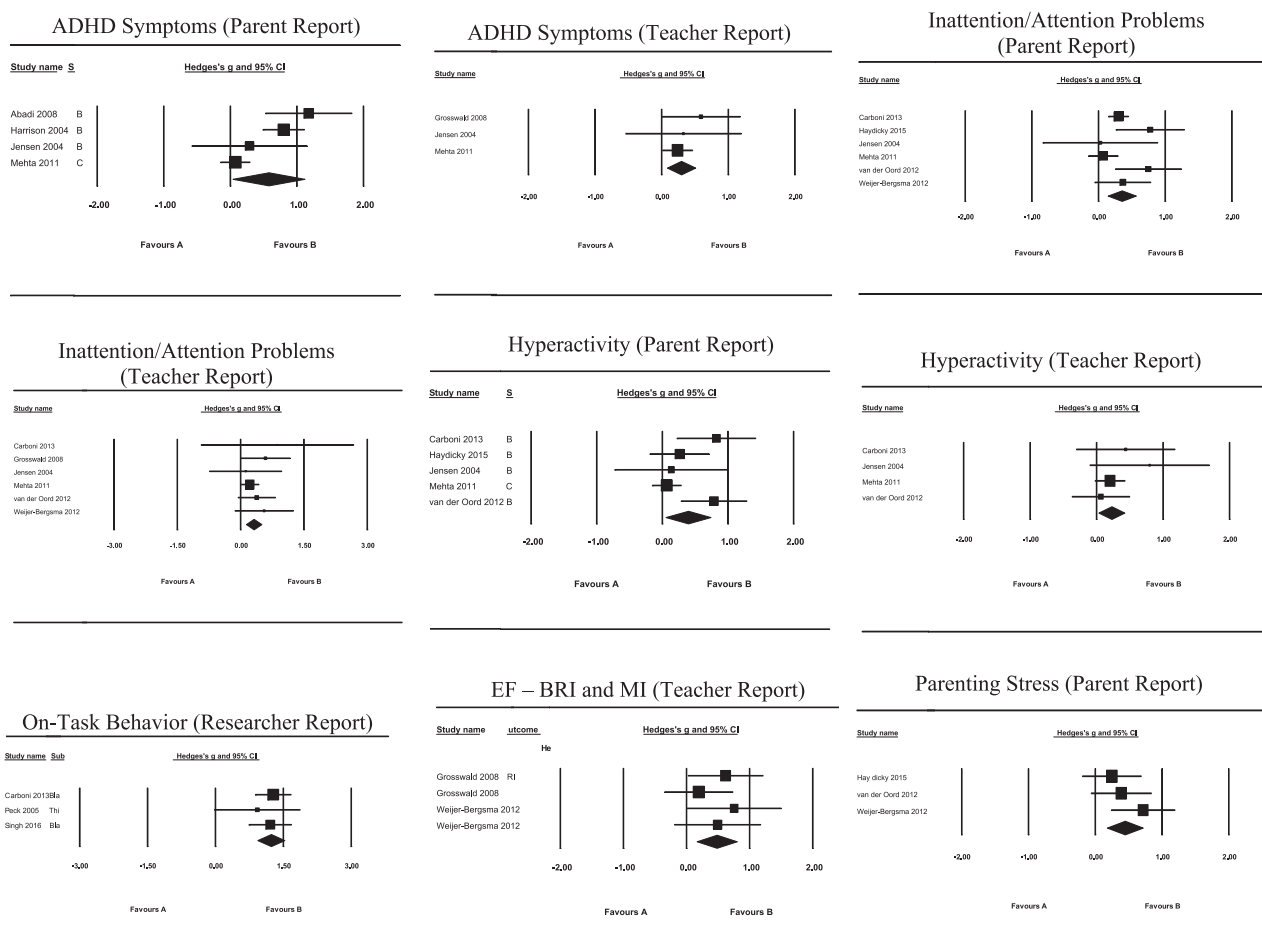 ADHD Symptoms (Parent Report)
Study name S Hedges's g and 95% CI
Abadi 2008 B
Harrison 2004 B
Jensen 2004 B
Mehta 2011 C
-2.00 -1.00 0.00 1.00 2.00
Favours A Favours B
ADHD Symptoms (Teacher Report)
Study name Hedges's g and 95% CI
Grosswald 2008
Jensen 2004
Mehta 2011
-2.00 -1.00 0.00 1.00 2.00
Favours A Favours B
Inattention/Attention Problems
(Parent Report)
Study name Hedges's g and 95% CI
Carboni 2013
Haydicky 2015
Jensen 2004
Mehta 2011
van der Oord 2012
Weijer-Bergsma 2012
-2.00 -1.00 0.00 1.00 2.00
Favours A Favours B
Inattention/Attention Problems
(Teacher Report)
Study name Hedges's g and 95% CI
Carboni 2013
Grosswald 2008
Jensen 2004
Mehta 2011
van der Oord 2012
Weijer-Bergsma 2012
-3.00 -1.50 0.00 1.50 3.00
Favours A Favours B
Hyperactivity (Parent Report)
Study name S Hedges's g and 95% CI
Carboni 2013 B
Haydicky 2015 B
Jensen 2004 B
Mehta 2011 C
van der Oord 2012 B
-2.00 -1.00 0.00 1.00 2.00
Favours A Favours B
Hyperactivity (Teacher Report)
Study name Hedges's g and 95% CI
Carboni 2013
Jensen 2004
Mehta 2011
van der Oord 2012
-2.00 -1.00 0.00 1.00 2.00
Favours A Favours B
On-Task Behavior (Researcher Report)
Study name Sub Hedges's g and 95% CI
Carboni 2013Bla
Peck 2005 Thi
Singh 2016 Bla
-3.00 -1.50 0.00 1.50 3.00
Favours A Favours B
EF – BRI and MI (Teacher Report)
Study name utcome Hedges's g and 95% CI
He
Grosswald 2008 RI
Grosswald 2008
Weijer-Bergsma 2012
Weijer-Bergsma 2012
-2.00 -1.00 0.00 1.00 2.00
Favours A Favours B
Parenting Stress (Parent Report)
Study name Hedges's g and 95% CI
Hay dicky 2015
van der Oord 2012
Weijer-Bergsma 2012
-2.00 -1.00 0.00 1.00 2.00
Favours A Favours B